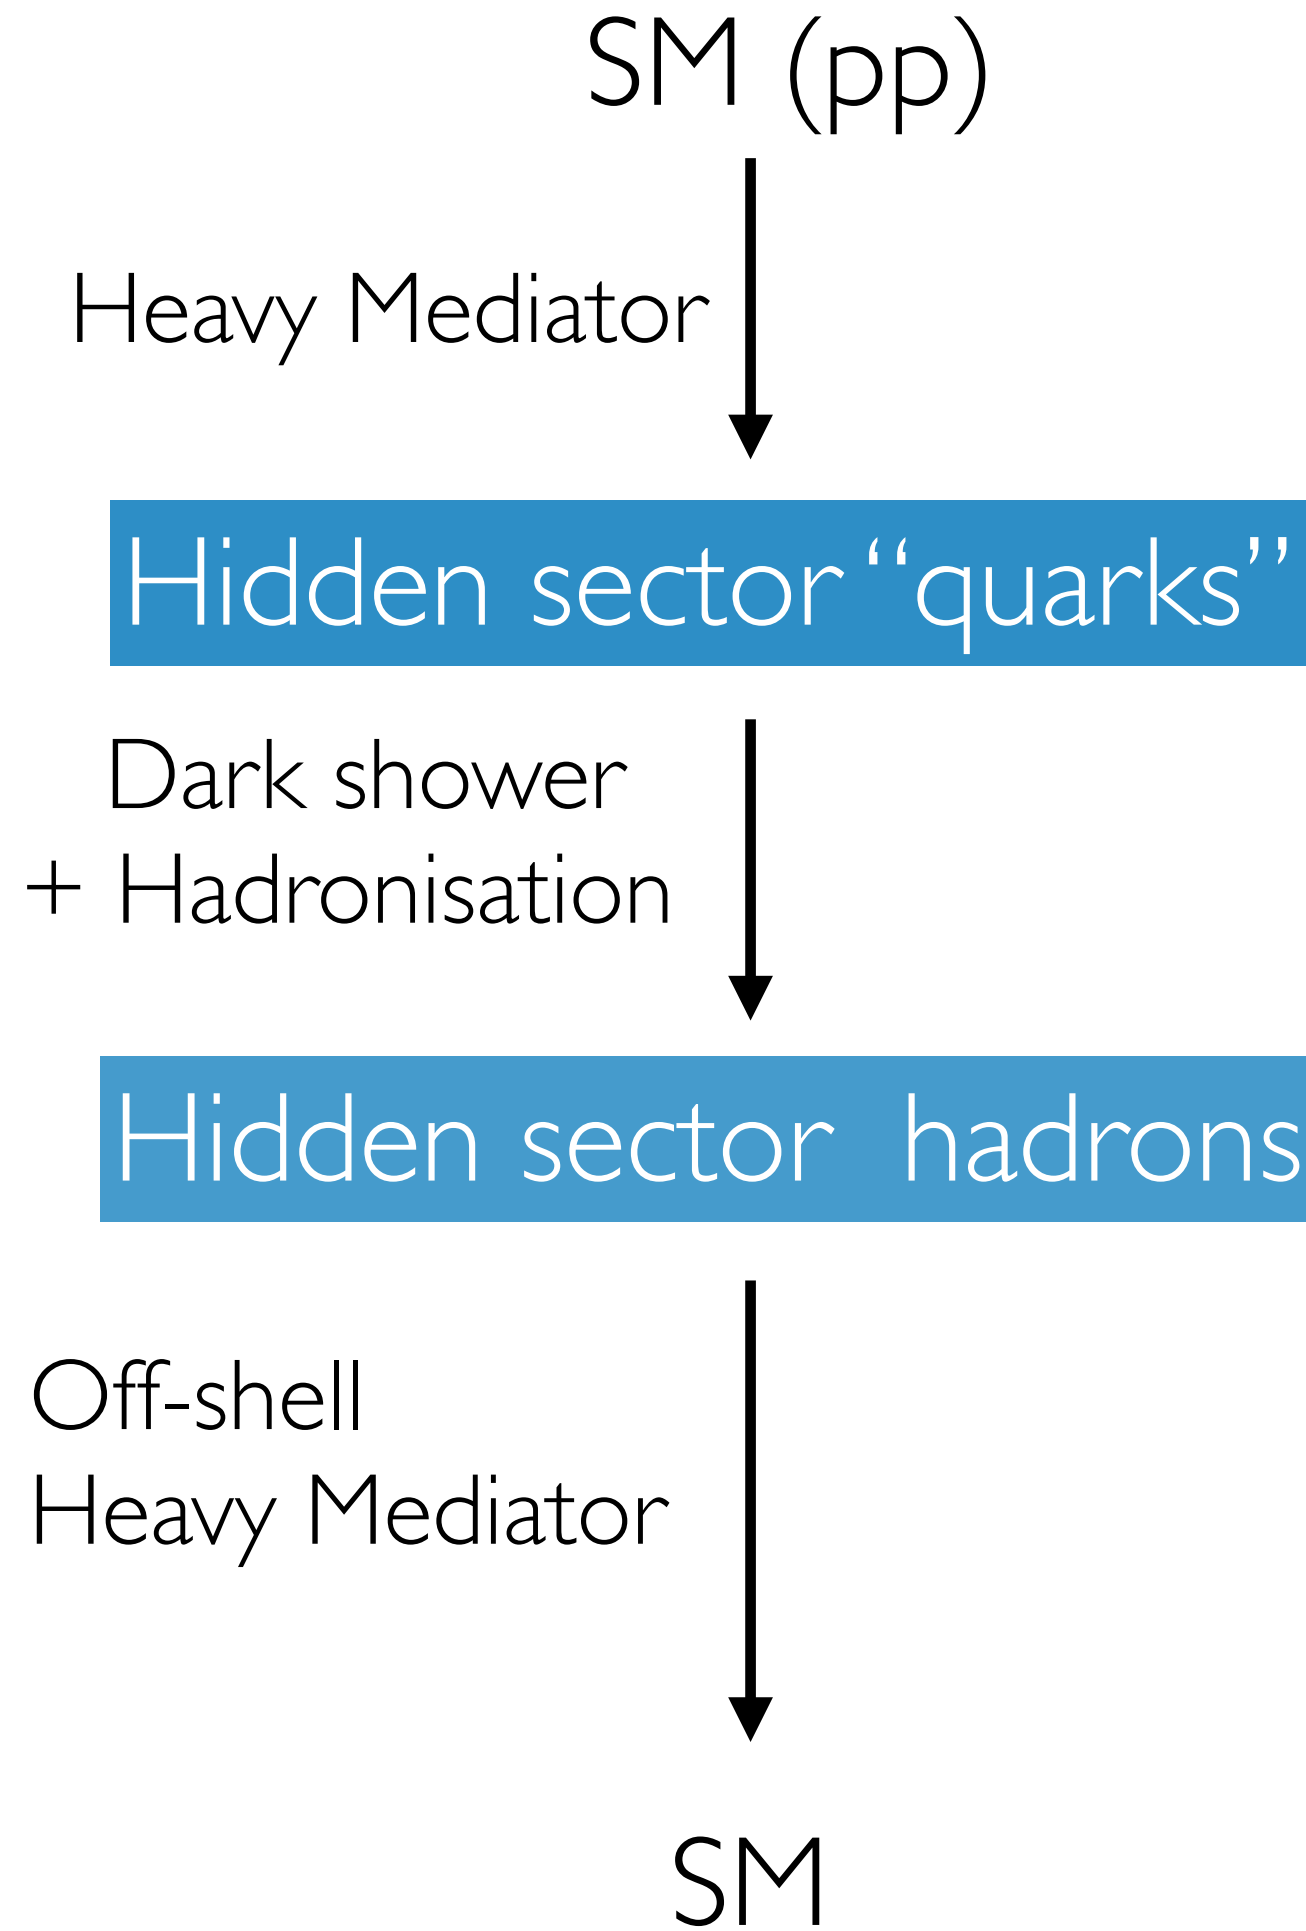 SM (pp)
Heavy Mediator
Hidden sector “quarks”
Dark shower
+ Hadronisation
Hidden sector hadrons
Off-shell
Heavy Mediator
SM